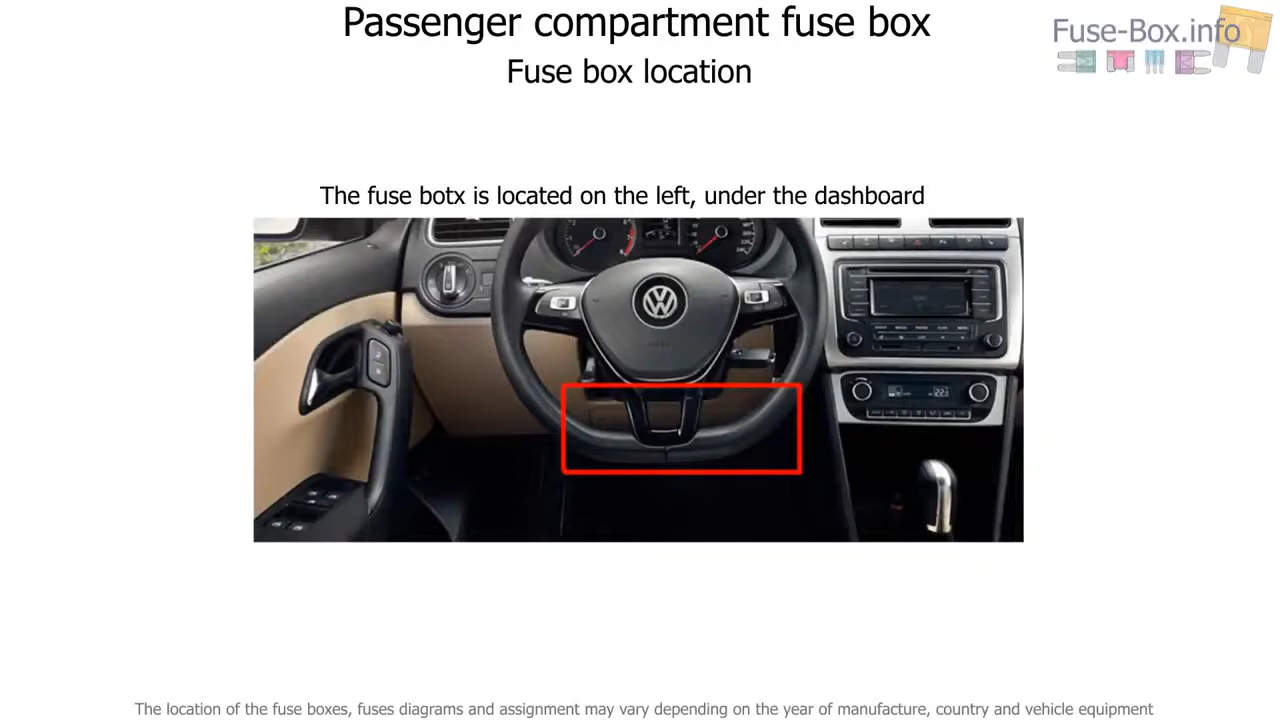 Passenger compartment fuse box
Fuse-Box.info
Fuse box location
The fuse botx is located on the left, under the dashboard
The location of the fuse boxes, fuses diagrams and assignment may vary depending on the year of manufacture, country and vehicle equipment